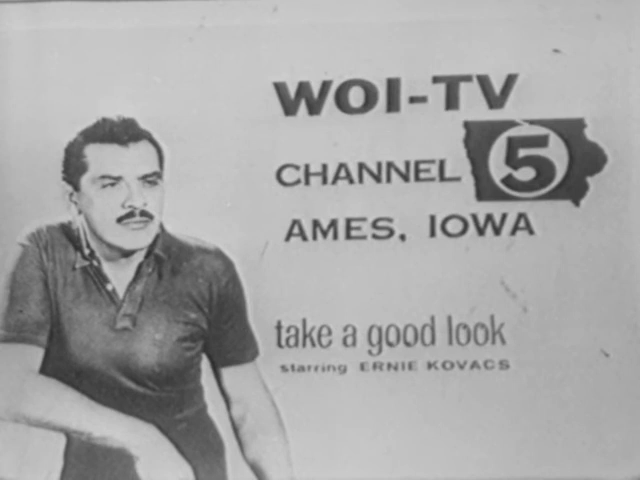 WOI-TV
CHANNEL 5
AMES, IOWA
take a good look
starring ERNIE KOVACS